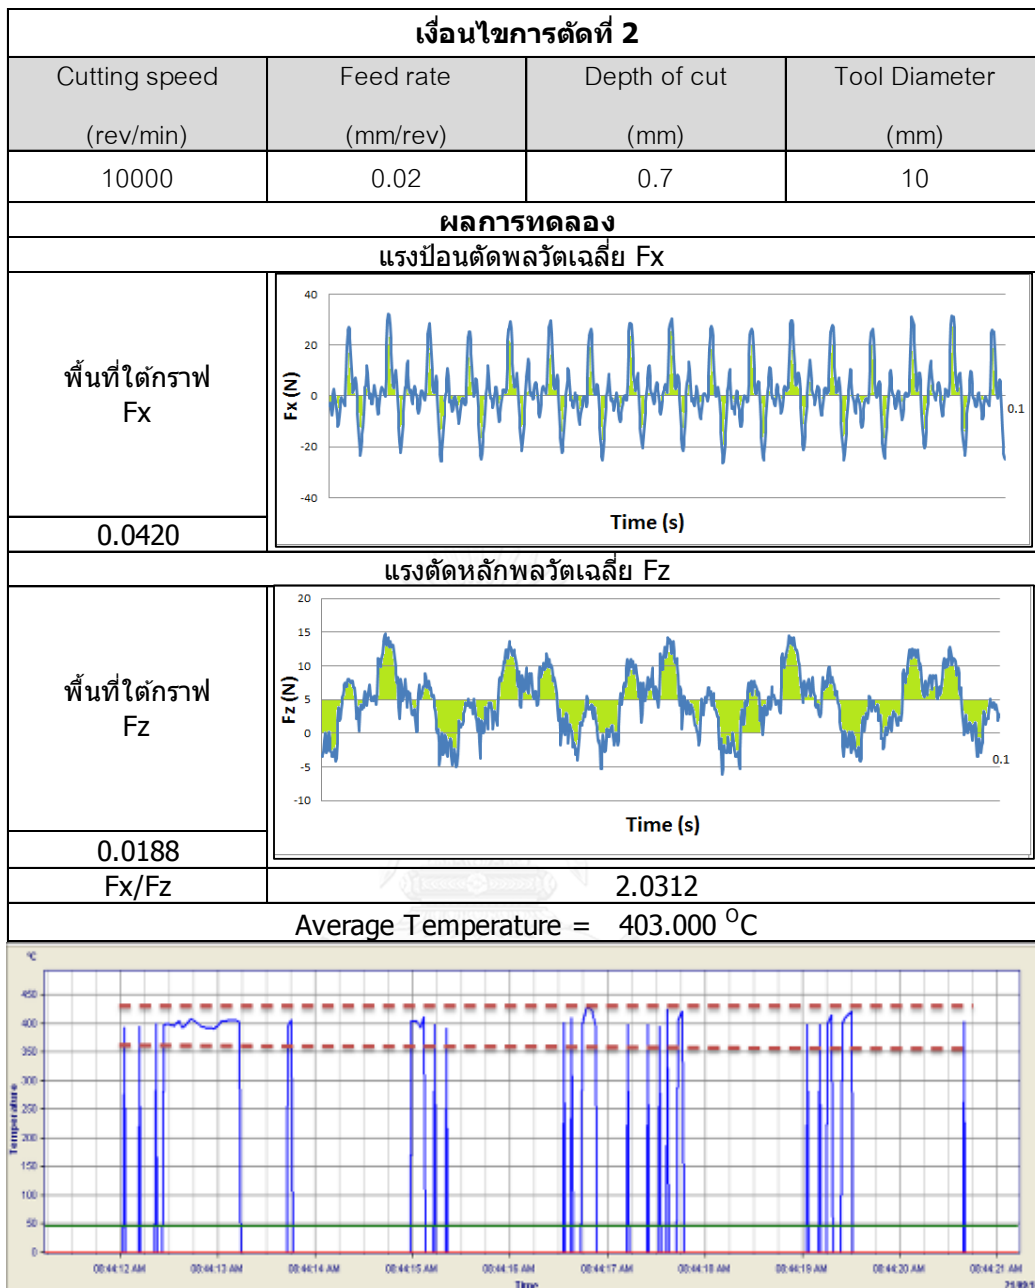 เงื่อนไขการตัดที่ 2
Cutting speed Feed rate Depth of cut Tool Diameter
(rev/min) (mm/rev) (mm) (mm)
10000 0.02 0.7 10
ผลการทดลอง
แรงป้อนตัดพลวัตเฉลี่ย Fx
พื้นที่ใต้กราฟ
Fx
0.0420
40
20
0
-20
-40
Fx (N)
0.1
Time (s)
แรงตัดหลักพลวัตเฉลี่ย Fz
พื้นที่ใต้กราฟ
Fz
0.0188
20
15
10
5
0
-5
-10
Fz (N)
0.1
Time (s)
Fx/Fz 2.0312
Average Temperature = 403.000 °C
°C
450
400
350
300
250
200
150
100
50
0
Temperature
08:44:12 AM 08:44:13 AM 08:44:14 AM 08:44:15 AM 08:44:16 AM 08:44:17 AM 08:44:18 AM 08:44:19 AM 08:44:20 AM 08:44:21 AM
Time